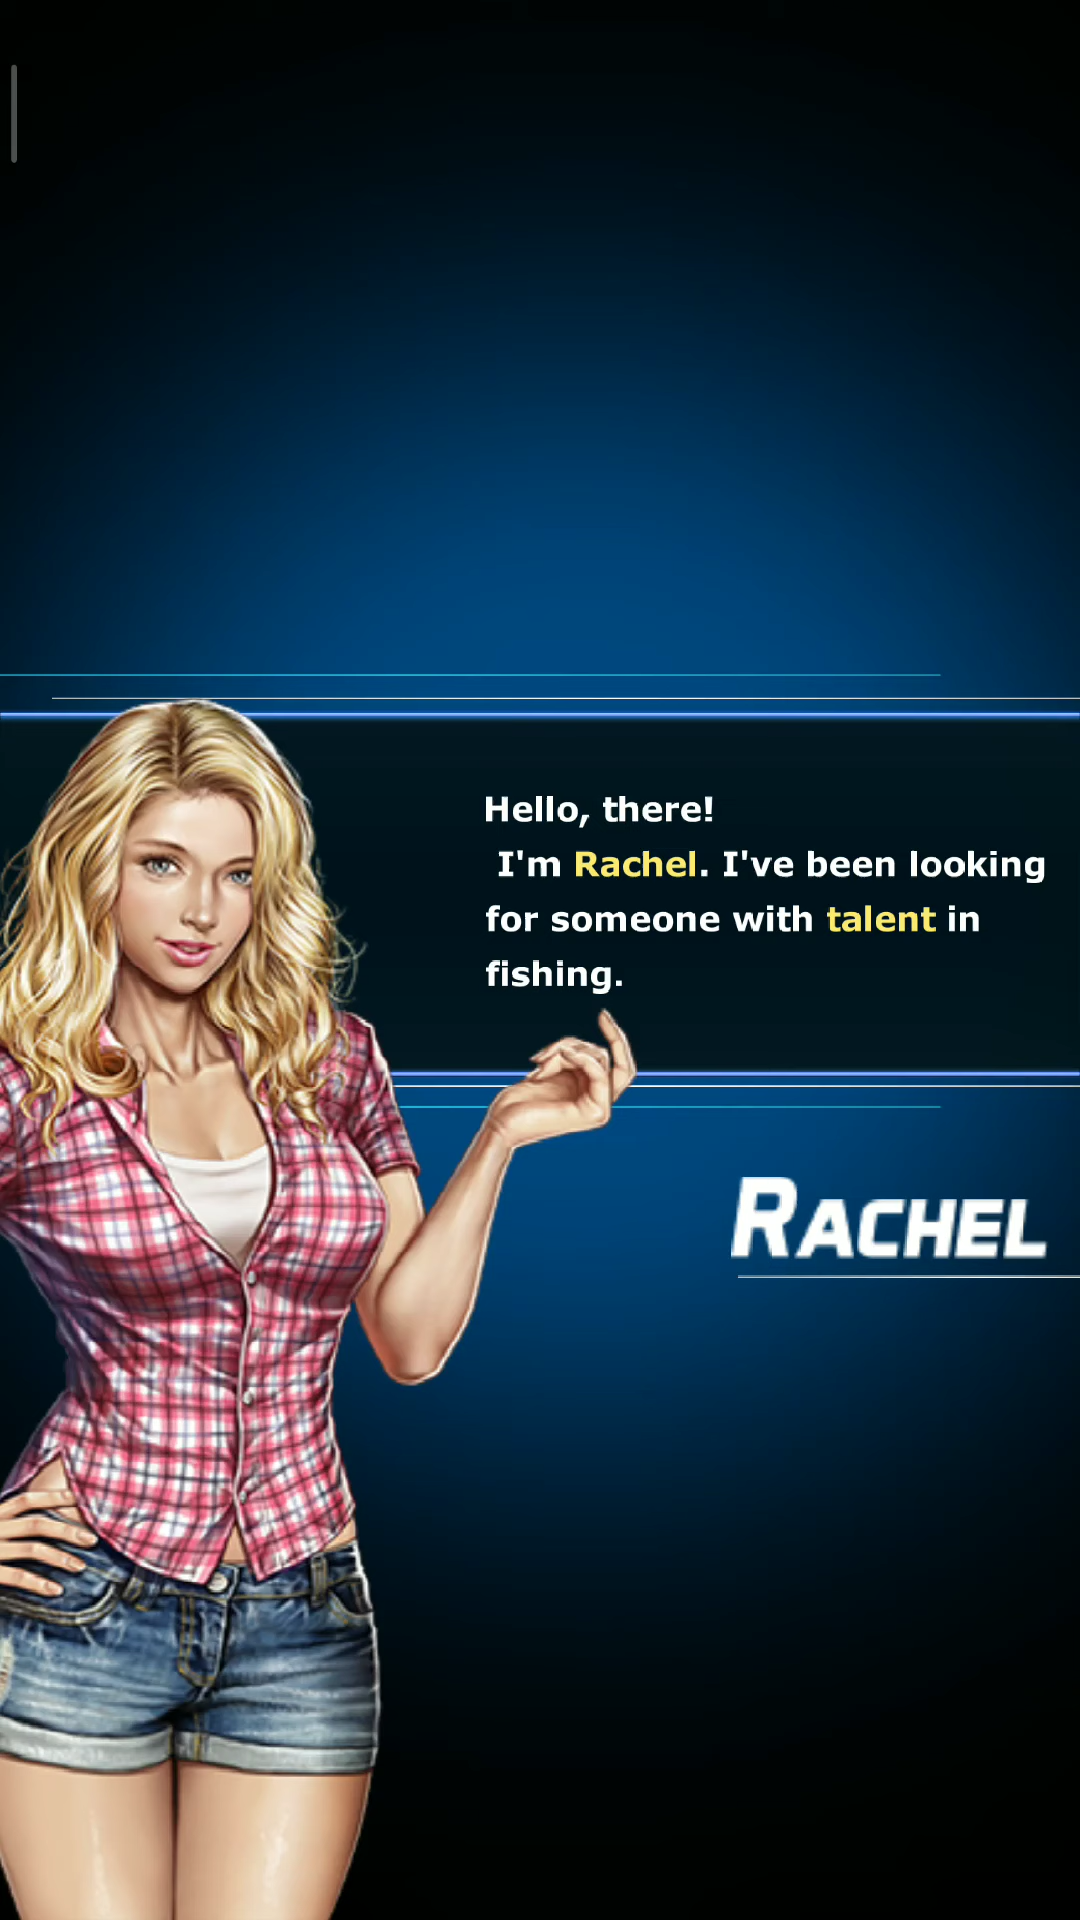 Hello, there!
I'm Rachel. I've been looking
for someone with talent in
fishing.
RACHEL